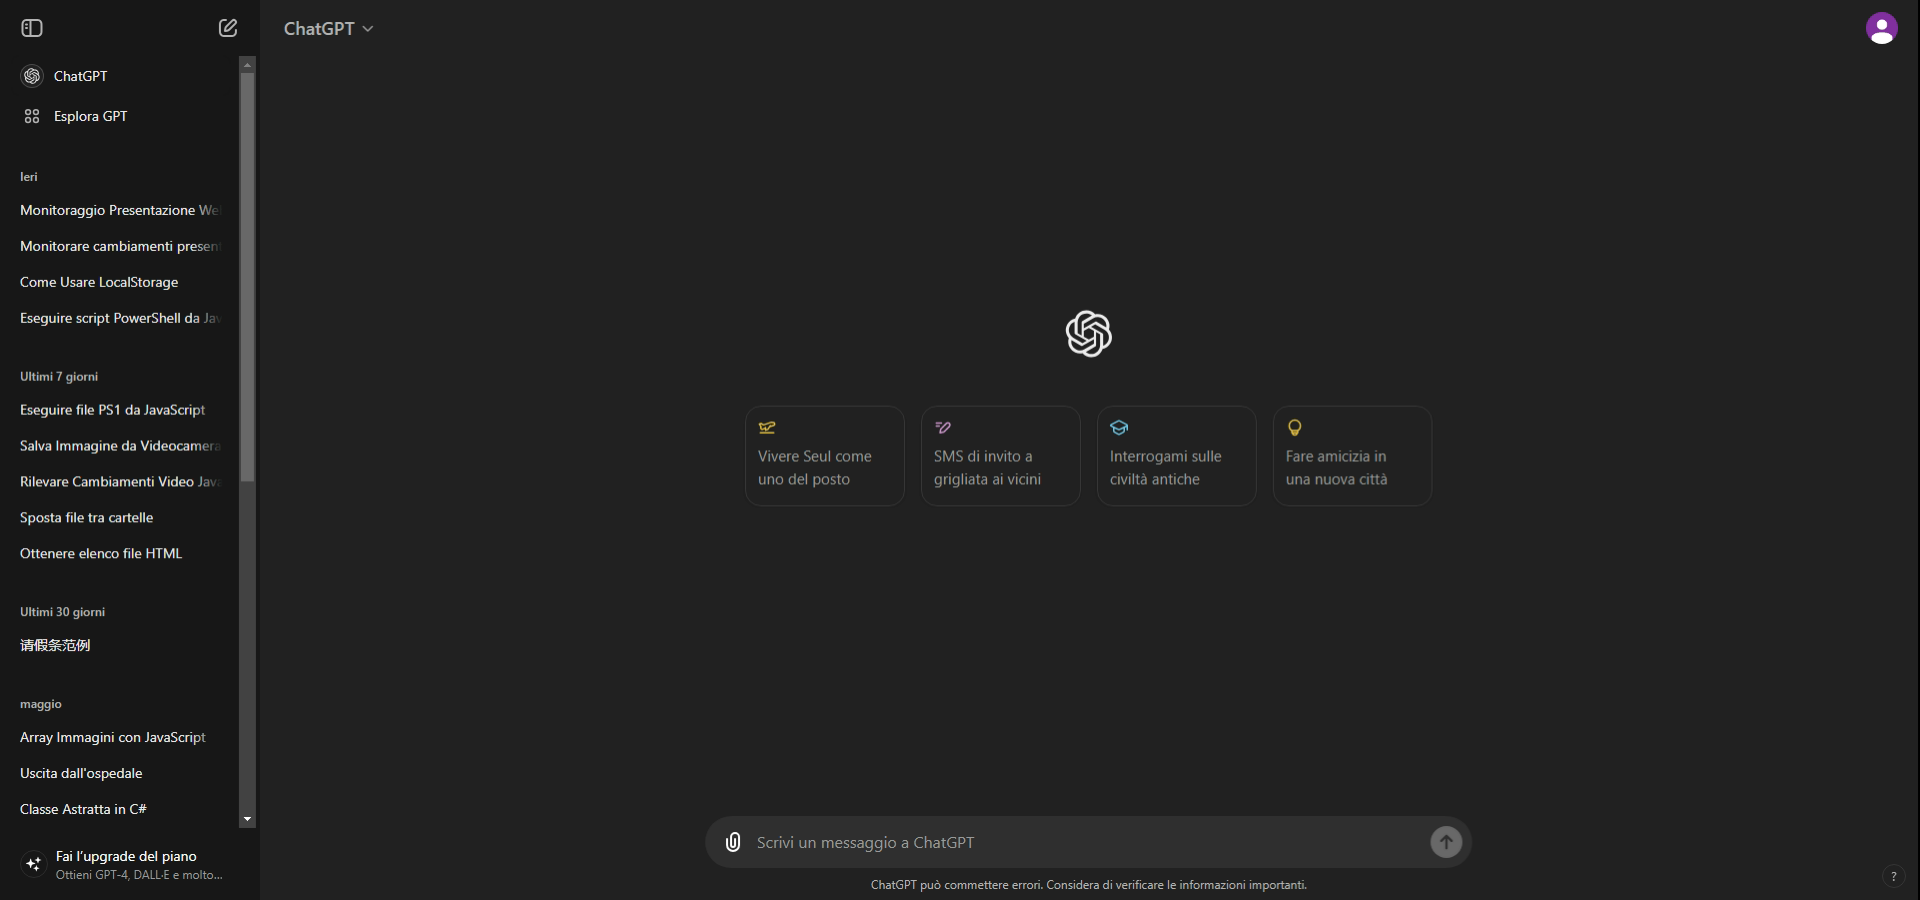 ChatGPT
ChatGPT
Esplora GPT
Ieri
Monitoraggio Presentazione We
Monitorare cambiamenti presen
Come Usare LocalStorage
Eseguire script PowerShell da Jav
Ultimi 7 giorni
Eseguire file PS1 da JavaScript
Salva Immagine da Videocamera
Rilevare Cambiamenti Video Java
Sposta file tra cartelle
Ottenere elenco file HTML
Ultimi 30 giorni
请假条范例
maggio
Array Immagini con JavaScript
Uscita dall'ospedale
Classe Astratta in C#
Fai l’upgrade del piano
Ottieni GPT-4, DALL·E e molto...
Vivere Seul come
uno del posto
SMS di invito a
grigliata ai vicini
Interrogami sulle
civiltà antiche
Fare amicizia in
una nuova città
Scrivi un messaggio a ChatGPT
ChatGPT può commettere errori. Considera di verificare le informazioni importanti.
?